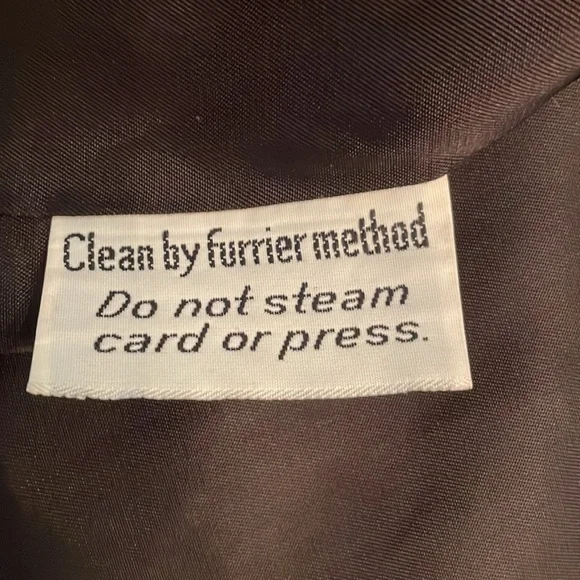 Clean by furrier method
Do not steam
card or press.